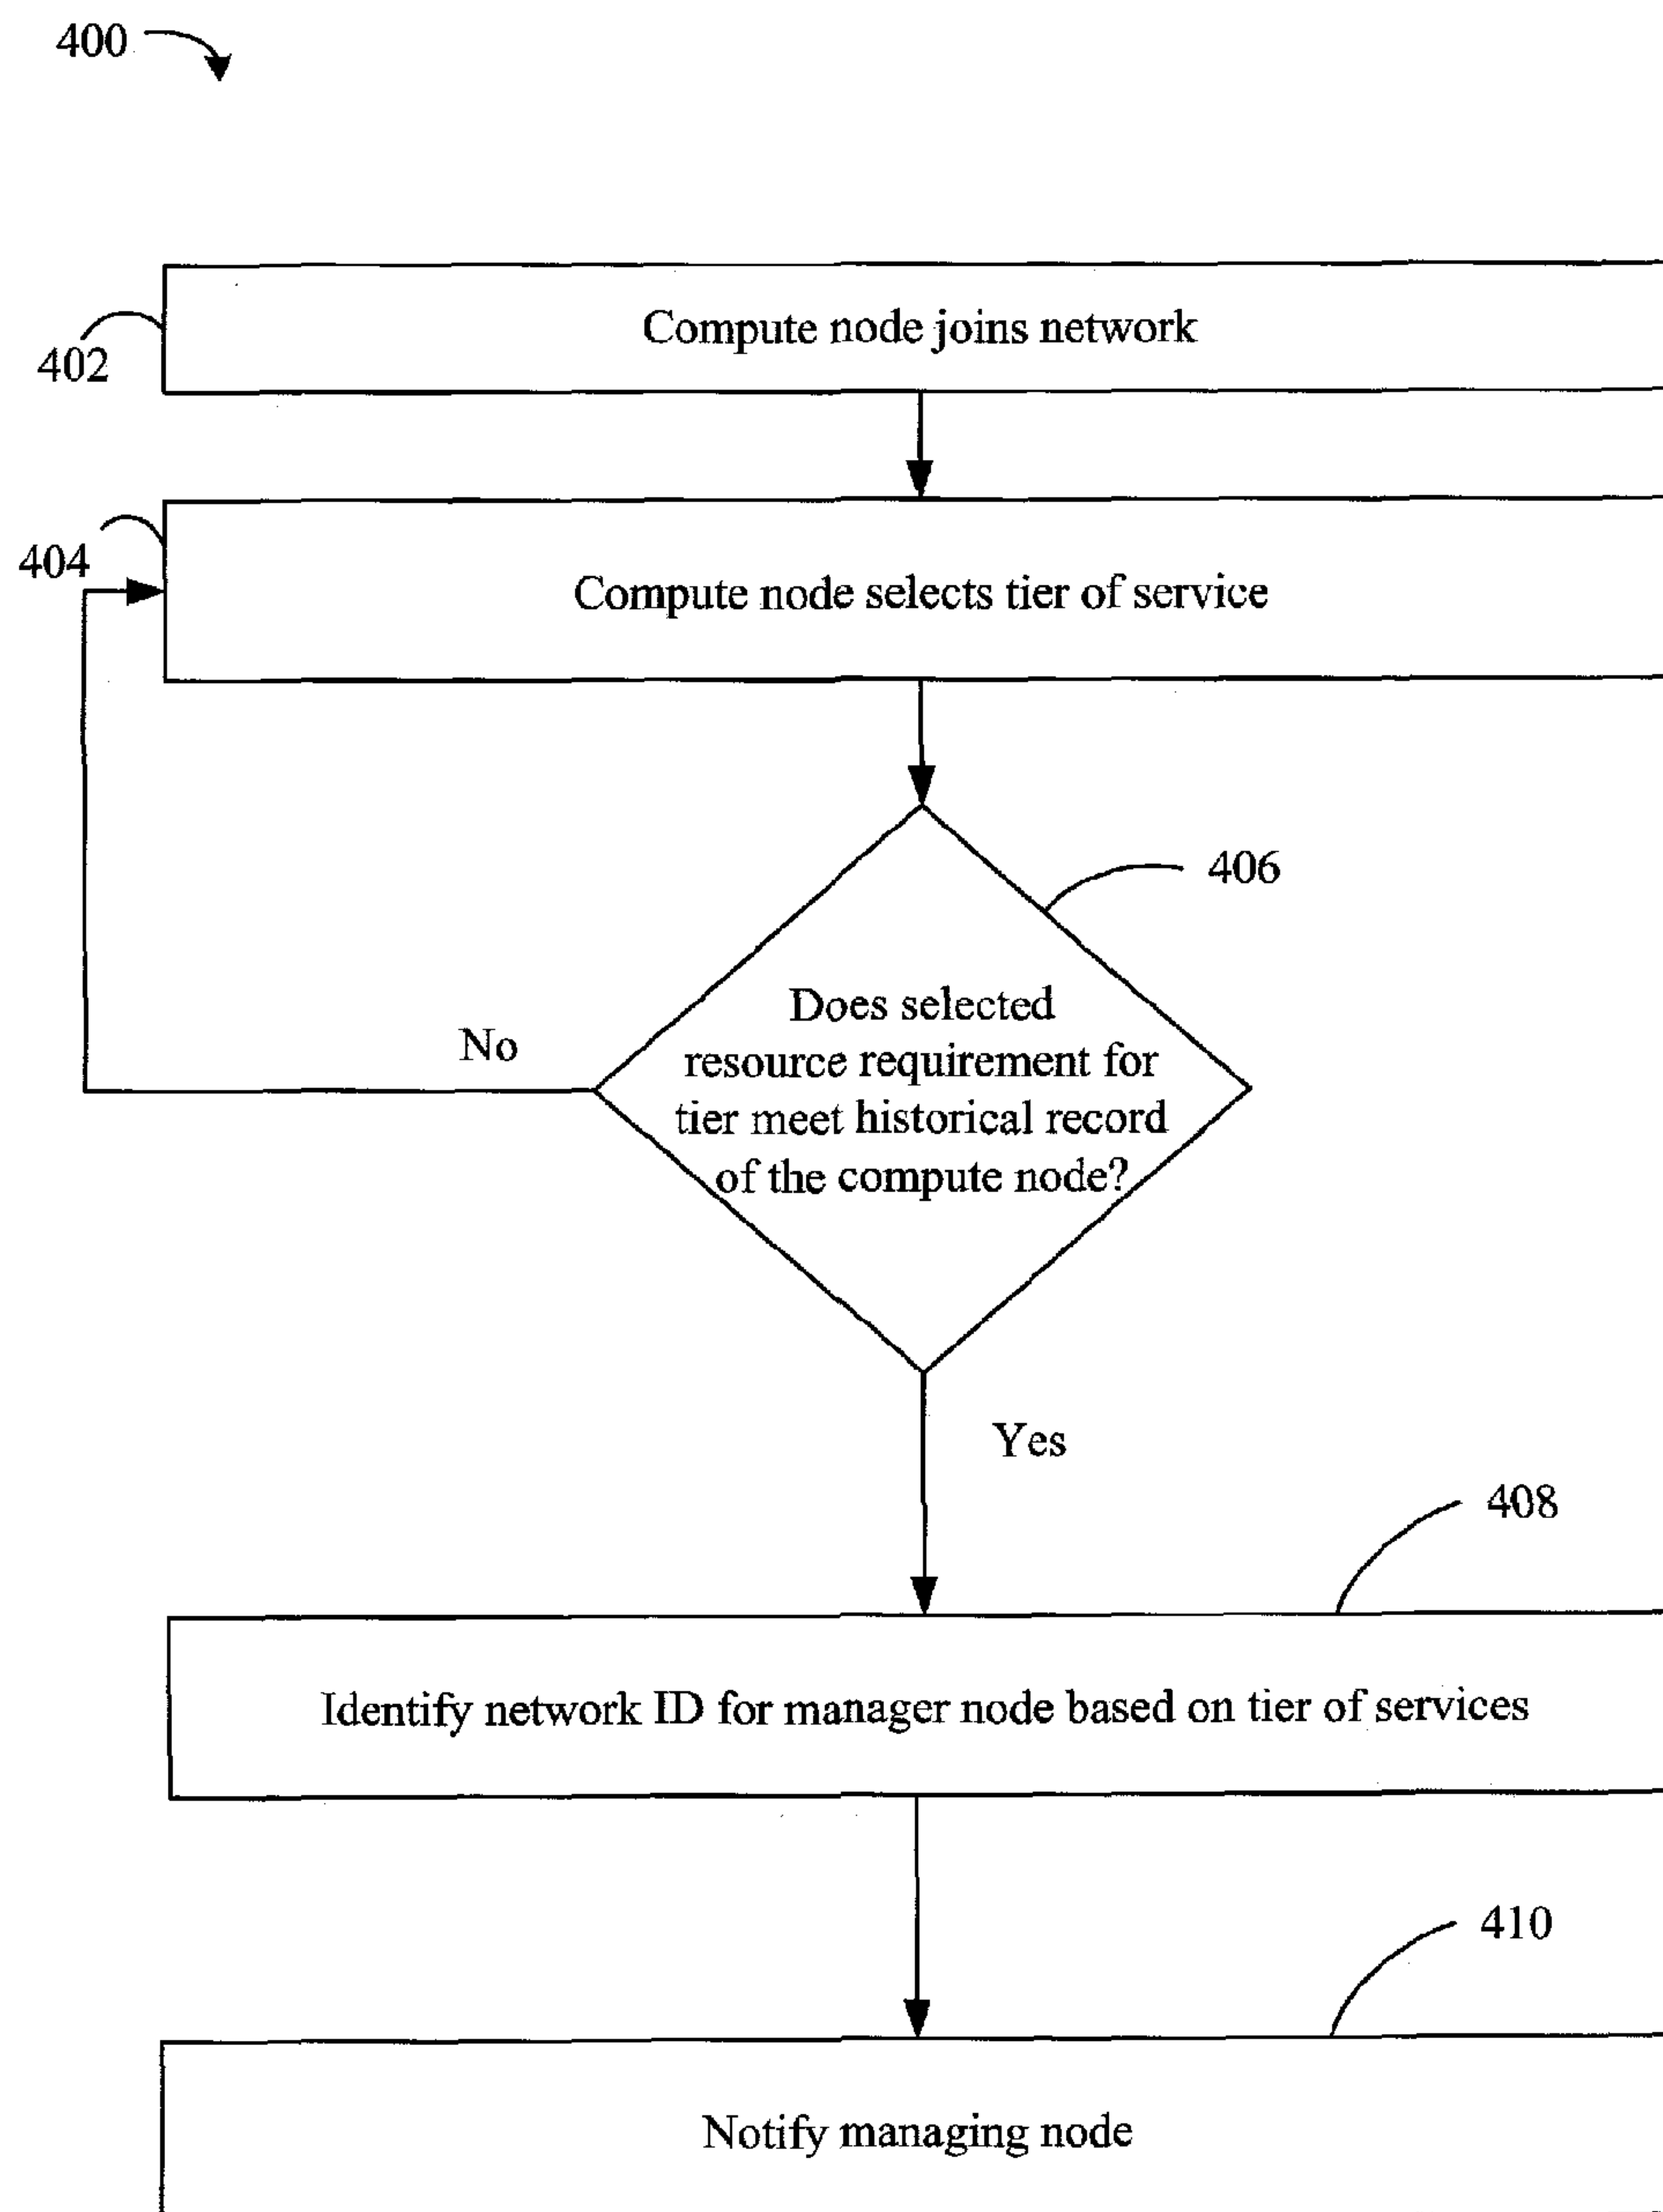 400
Compute node joins network
402
404
Compute node selects tier of service
406
Does selected
resource requirement for
tier meet historical record
of the compute node?
No
Yes
408
Identify network ID for manager node based on tier of services
410
Notify managing node